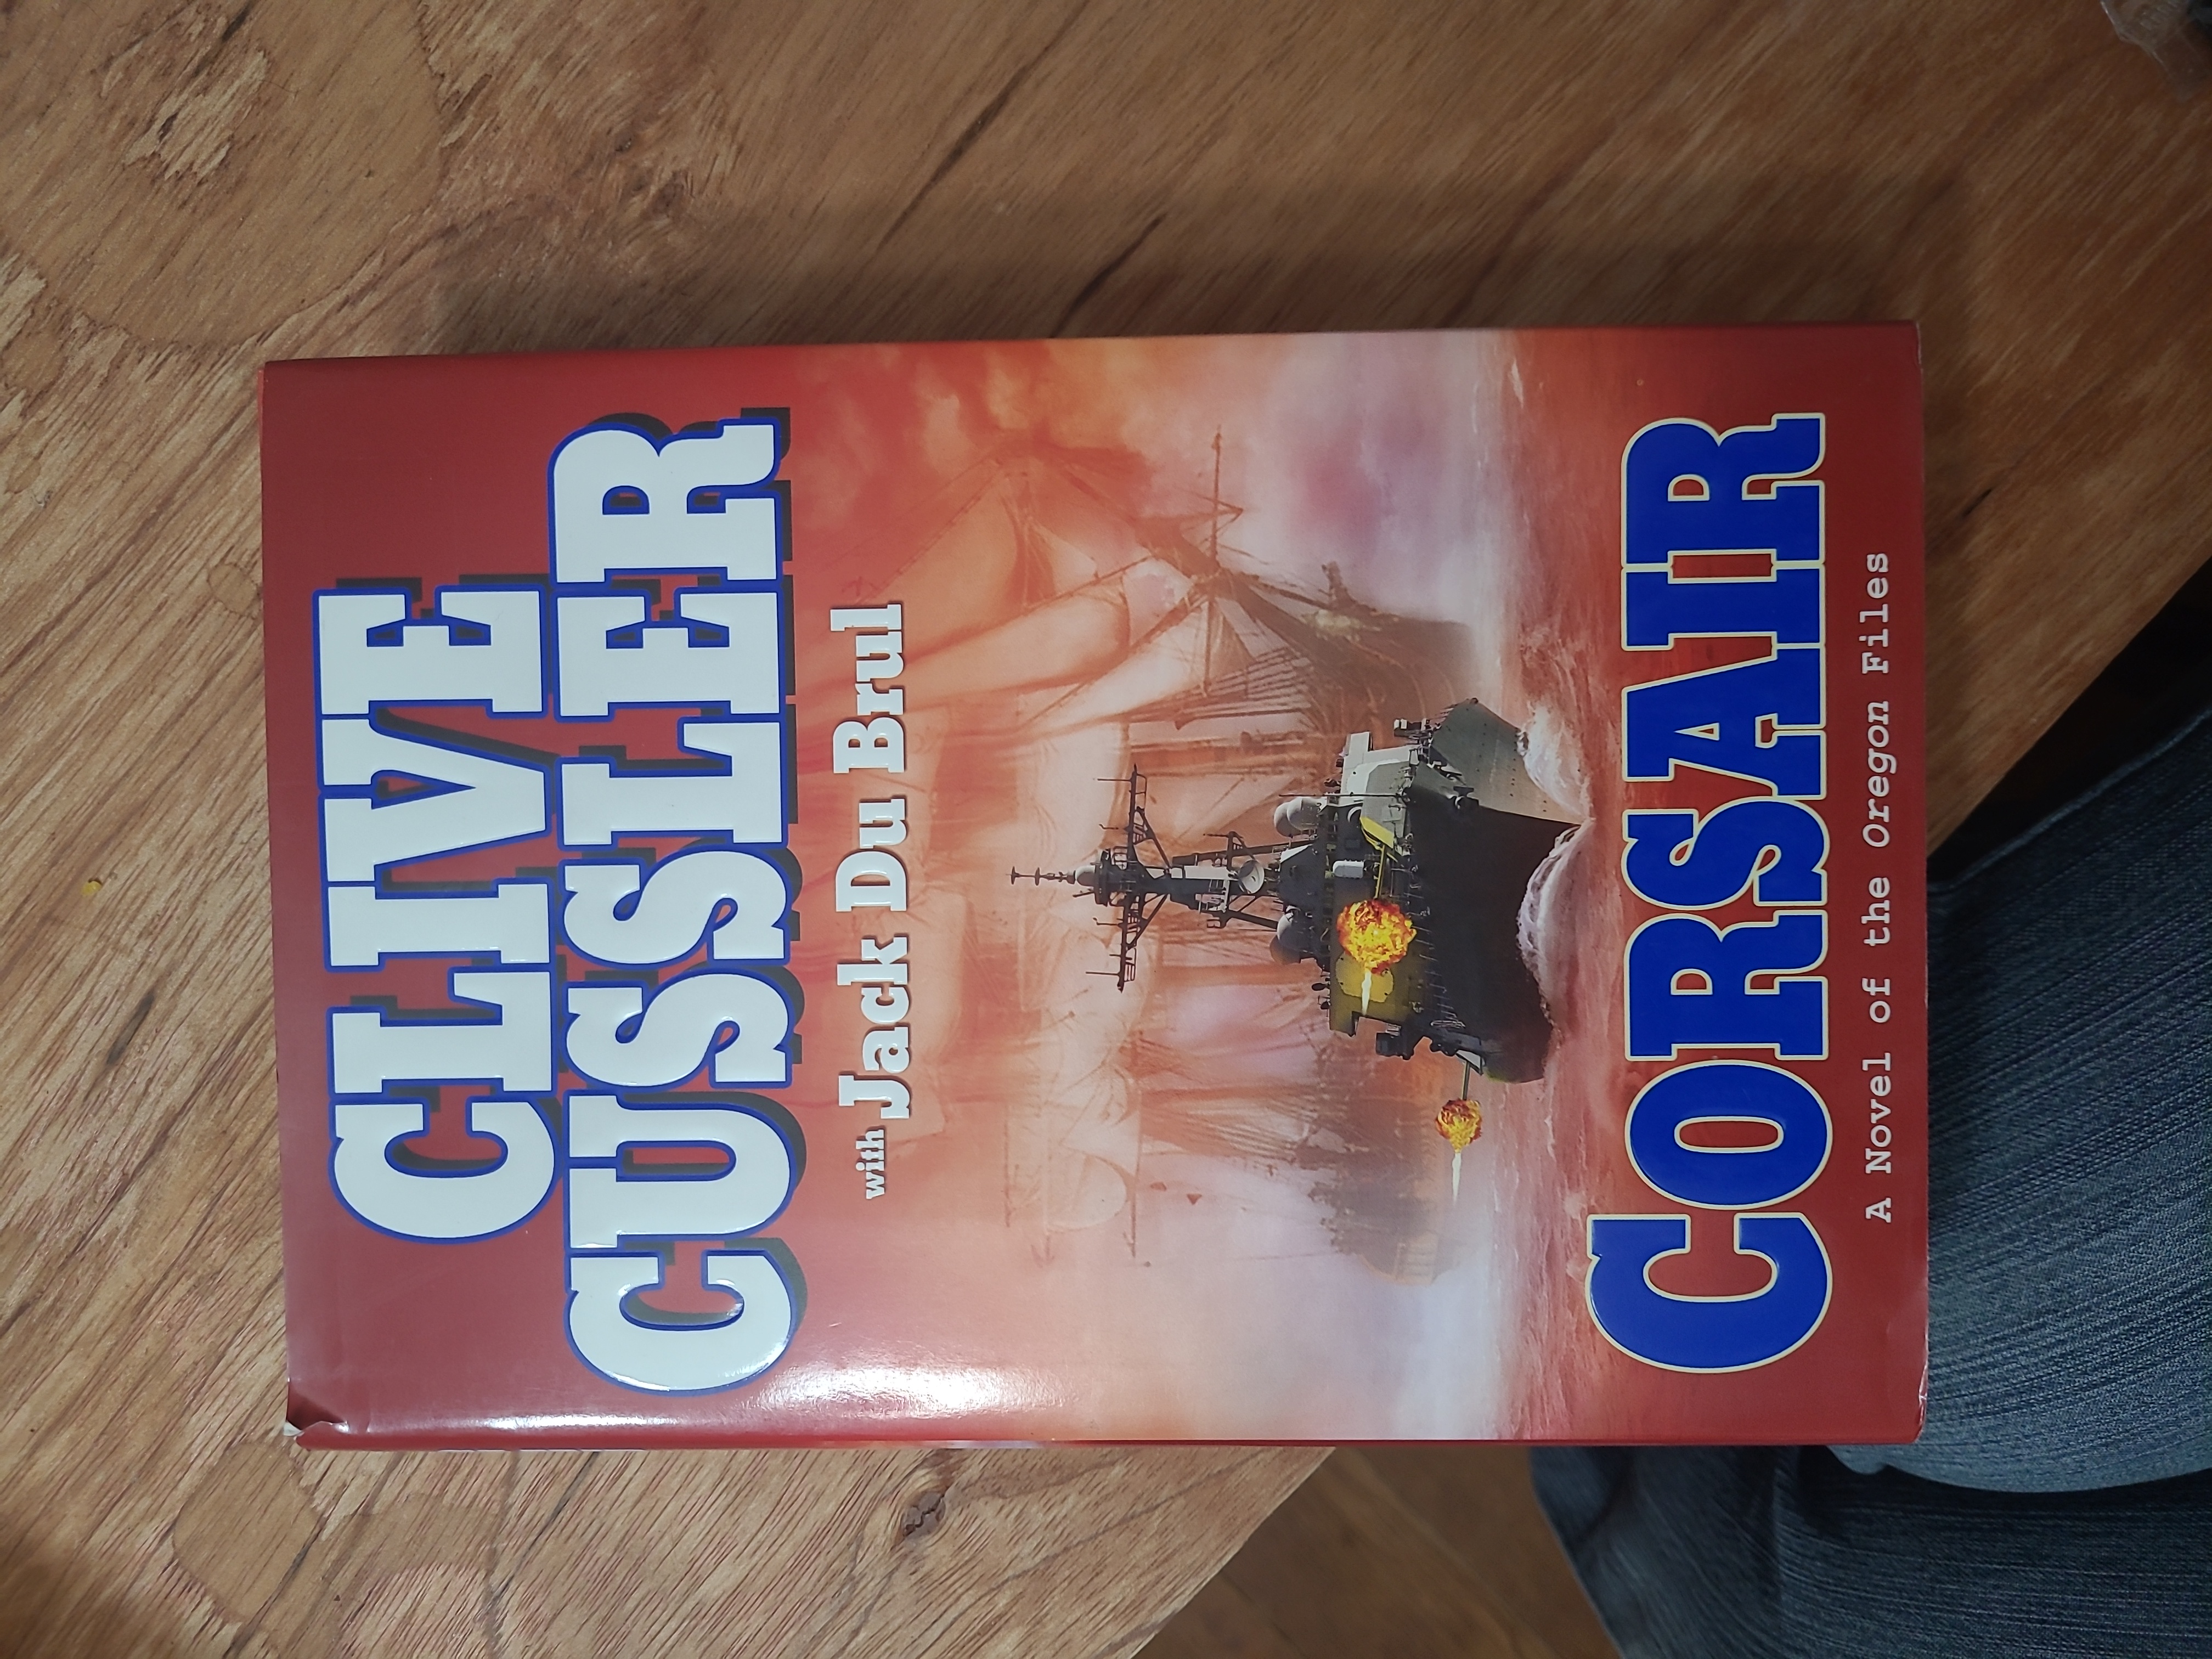 CLIVE
CUSSLER
with Jack Du Brul
CORSAIR
A Novel of the Oregon Files